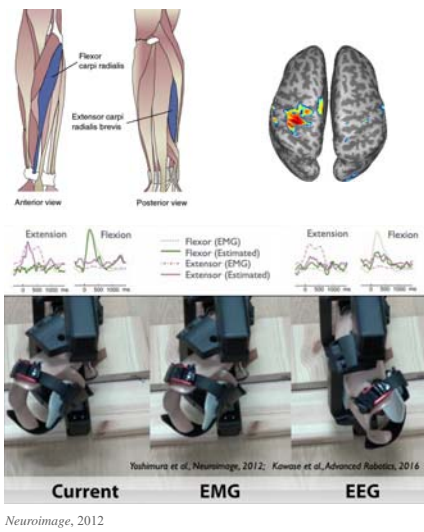 Flexor
carpi radialis
Extensor carpi
radialis brevis
Anterior view
Posterior view
Extension
Flexion
0 500 1000 ms
0 500 1000 ms
Flexor (EMG)
Flexor (Estimated)
Extensor (EMG)
Extensor (Estimated)
Extension
Flexion
0 500 1000 ms
0 500 1000 ms
Yoshimura et al., Neuroimage, 2012; Kawase et al., Advanced Robotics, 2016
Current
EMG
EEG
Neuroimage, 2012